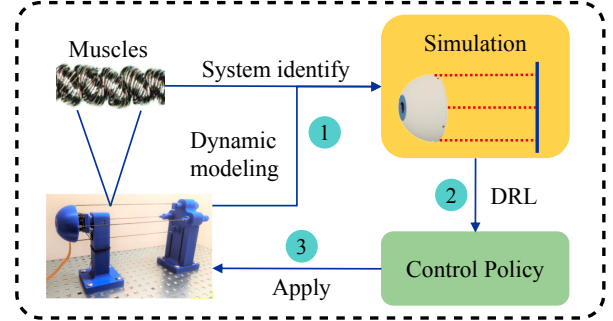 Muscles
Simulation
System identify
1
Dynamic
modeling
2
DRL
3
Apply
Control Policy